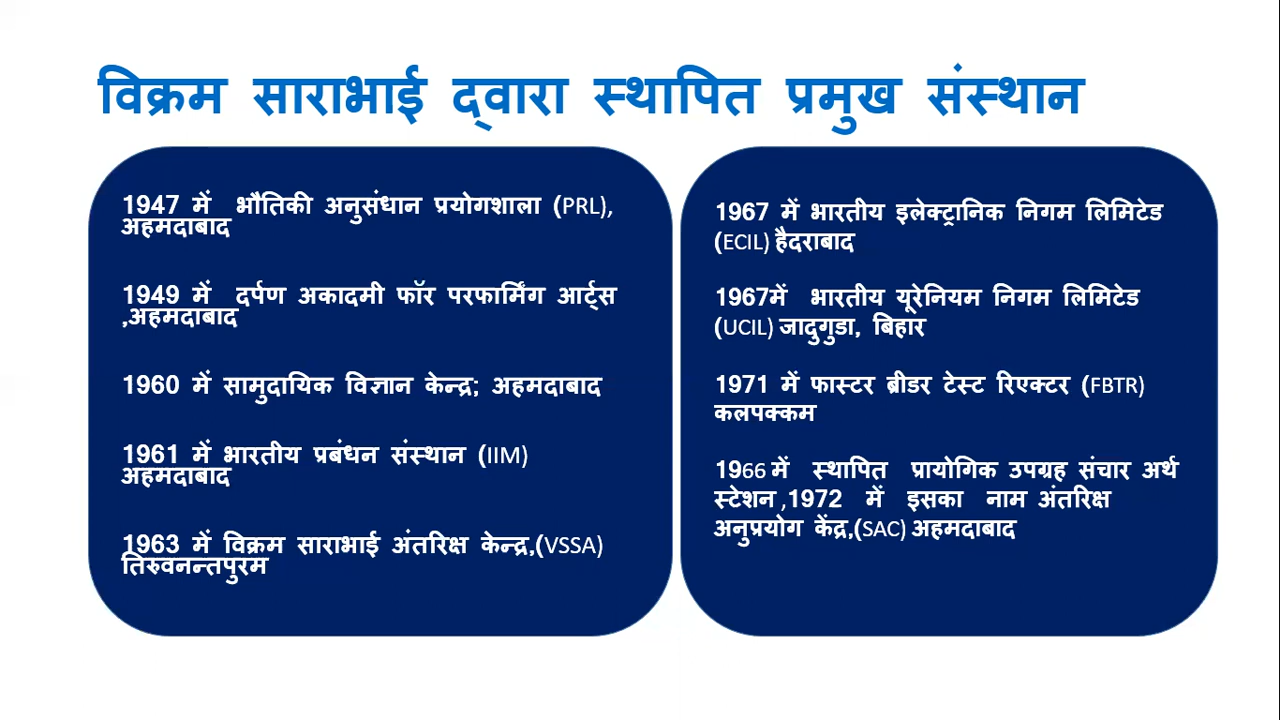 विक्रम साराभाई द्वारा स्थापित प्रमुख संस्थान
1947 में भौतिकी अनुसंधान प्रयोगशाला (PRL),
अहमदाबाद
1949 में दर्पण अकादमी फॉर परफार्मिंग आर्ट्स
,अहमदाबाद
1960 में सामुदायिक विज्ञान केन्द्र; अहमदाबाद
1961 में भारतीय प्रबंधन संस्थान (IIM)
अहमदाबाद
1963 में विक्रम साराभाई अंतरिक्ष केन्द्र,(VSSA)
तिरुवनन्तपुरम
1967 में भारतीय इलेक्ट्रानिक निगम लिमिटेड
(ECIL) हैदराबाद
1967में भारतीय यूरेनियम निगम लिमिटेड
(UCIL) जादुगुडा, बिहार
1971 में फास्टर ब्रीडर टेस्ट रिएक्टर (FBTR)
कलपक्कम
1966 में स्थापित प्रायोगिक उपग्रह संचार अर्थ
स्टेशन ,1972 में इसका नाम अंतरिक्ष
अनुप्रयोग केंद्र,(SAC) अहमदाबाद